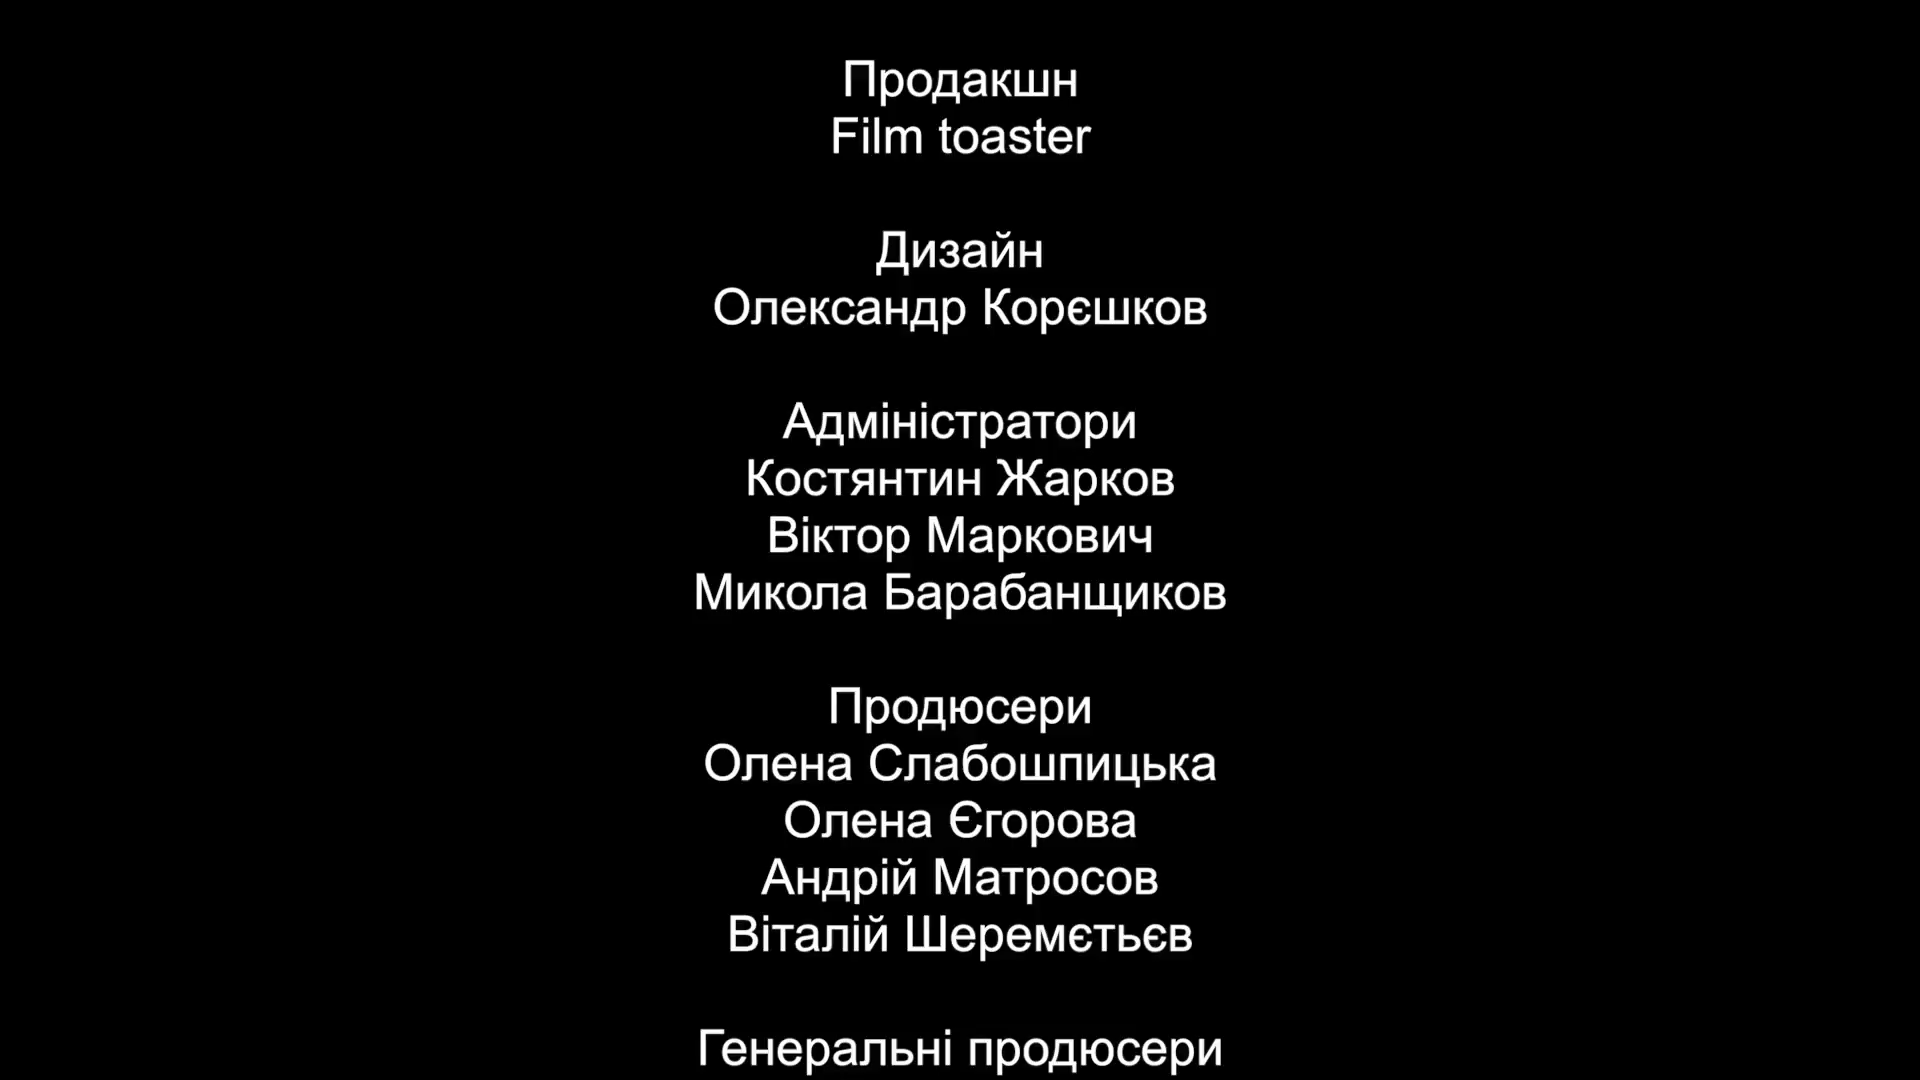 Продакшн
Film toaster
Дизайн
Олександр Корєшков
Адміністратори
Костянтин Жарков
Віктор Маркович
Микола Барабанщиков
Продюсери
Олена Слабошпицька
Олена Єгорова
Андрій Матросов
Віталій Шеремєтьєв
Генеральні продюсери